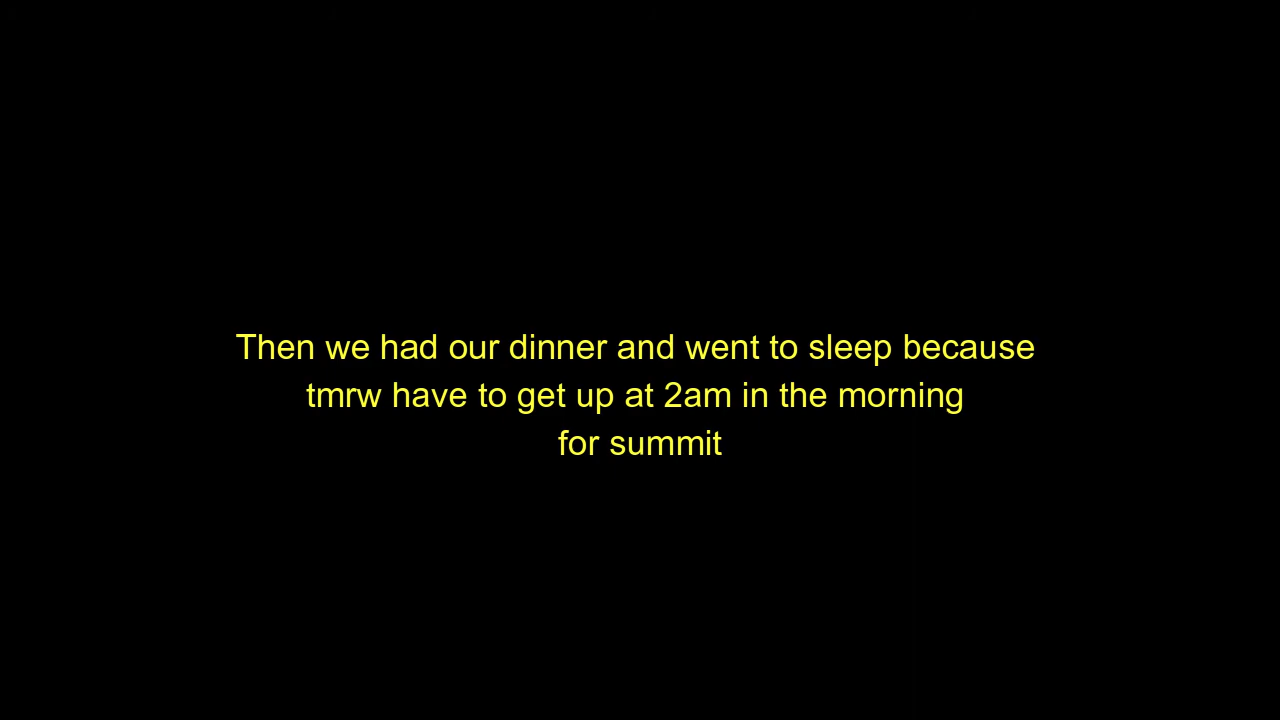 Then we had our dinner and went to sleep because
tmrw have to get up at 2am in the morning
for summit